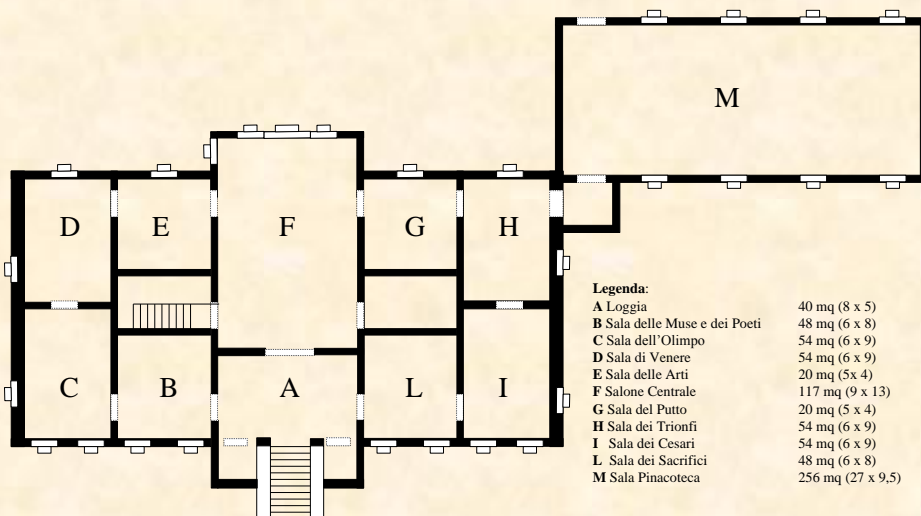 M
D E F G H
C B A L I
Legenda:
A Loggia 40 mq (8 x 5)
B Sala delle Muse e dei Poeti 48 mq (6 x 8)
C Sala dell'Olimpo 54 mq (6 x 9)
D Sala di Venere 54 mq (6 x 9)
E Sala delle Arti 20 mq (5x 4)
F Salone Centrale 117 mq (9 x 13)
G Sala del Putto 20 mq (5 x 4)
H Sala dei Trionfi 54 mq (6 x 9)
I Sala dei Cesari 54 mq (6 x 9)
L Sala dei Sacrifici 48 mq (6 x 8)
M Sala Pinacoteca 256 mq (27 x 9,5)